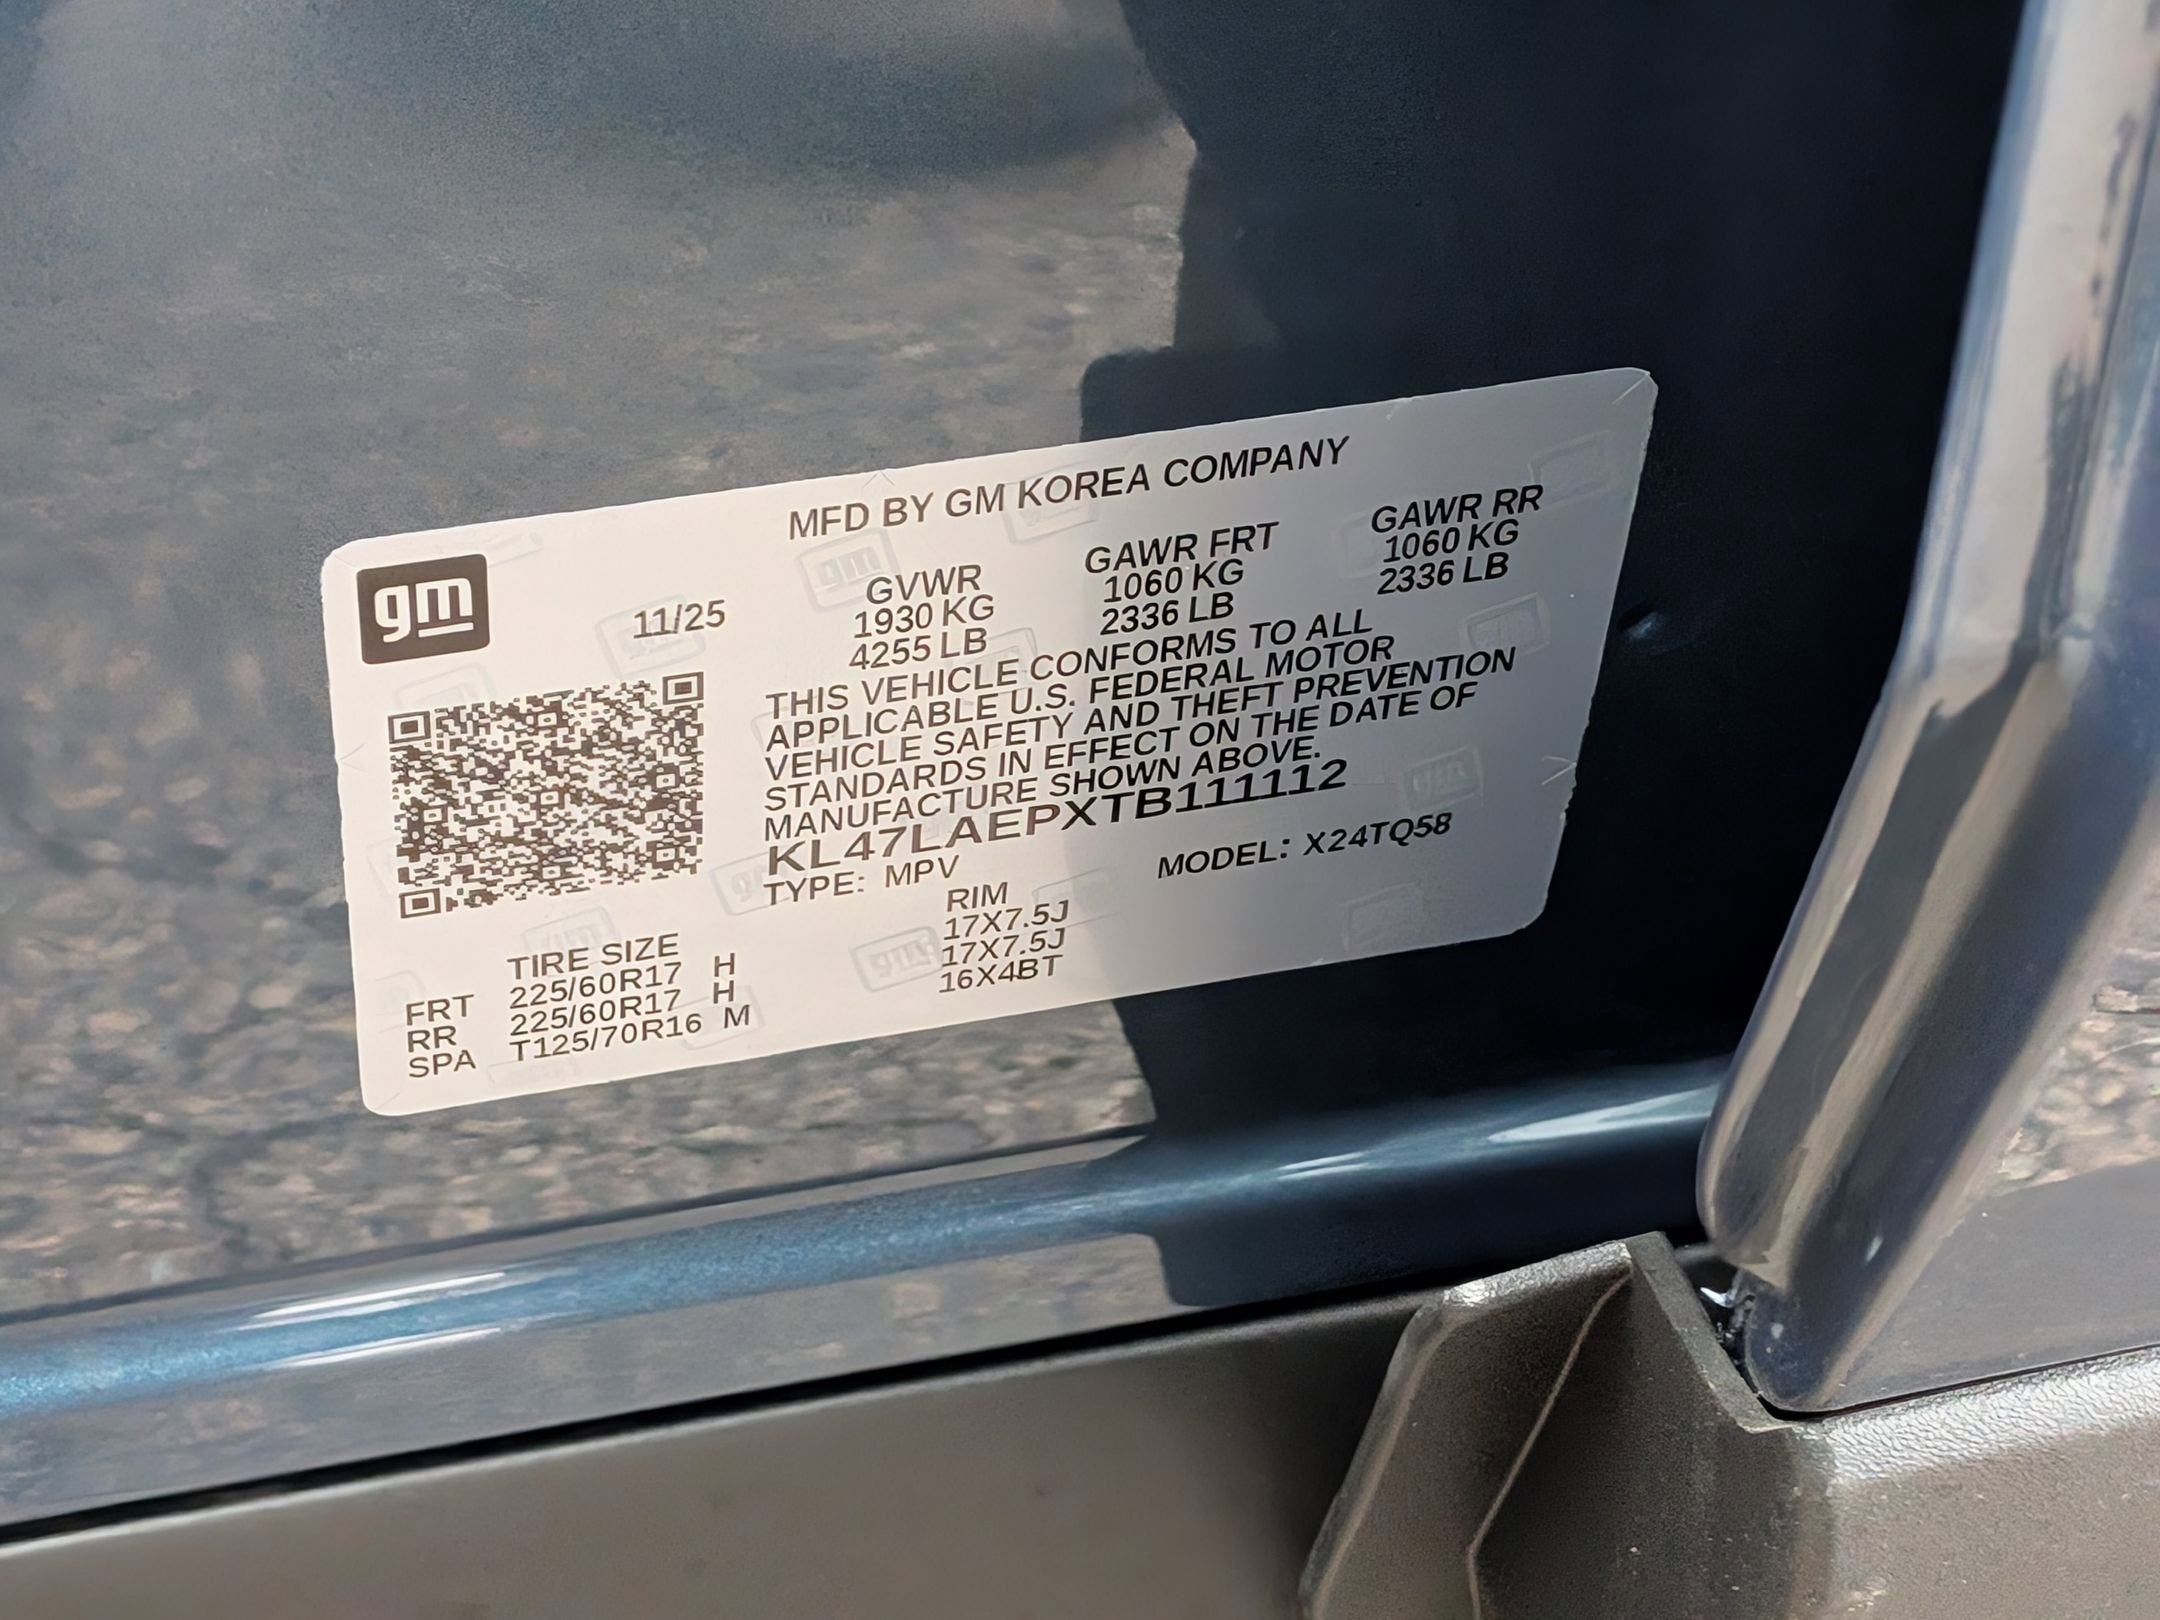 MFD BY GM KOREA COMPANY
gm
11/25
GVWR
1930 KG
4255 LB
GAWR FRT
1060 KG
2336 LB
GAWR RR
1060 KG
2336 LB
THIS VEHICLE CONFORMS TO ALL
APPLICABLE U.S. FEDERAL MOTOR
VEHICLE SAFETY AND THEFT PREVENTION
STANDARDS IN EFFECT ON THE DATE OF
MANUFACTURE SHOWN ABOVE.
KL47LAEPXTB111112
TYPE: MPV MODEL: X24TQ58
TIRE SIZE RIM
FRT 225/60R17 H 17X7.5J
RR 225/60R17 H 17X7.5J
SPA T125/70R16 M 16X4BT